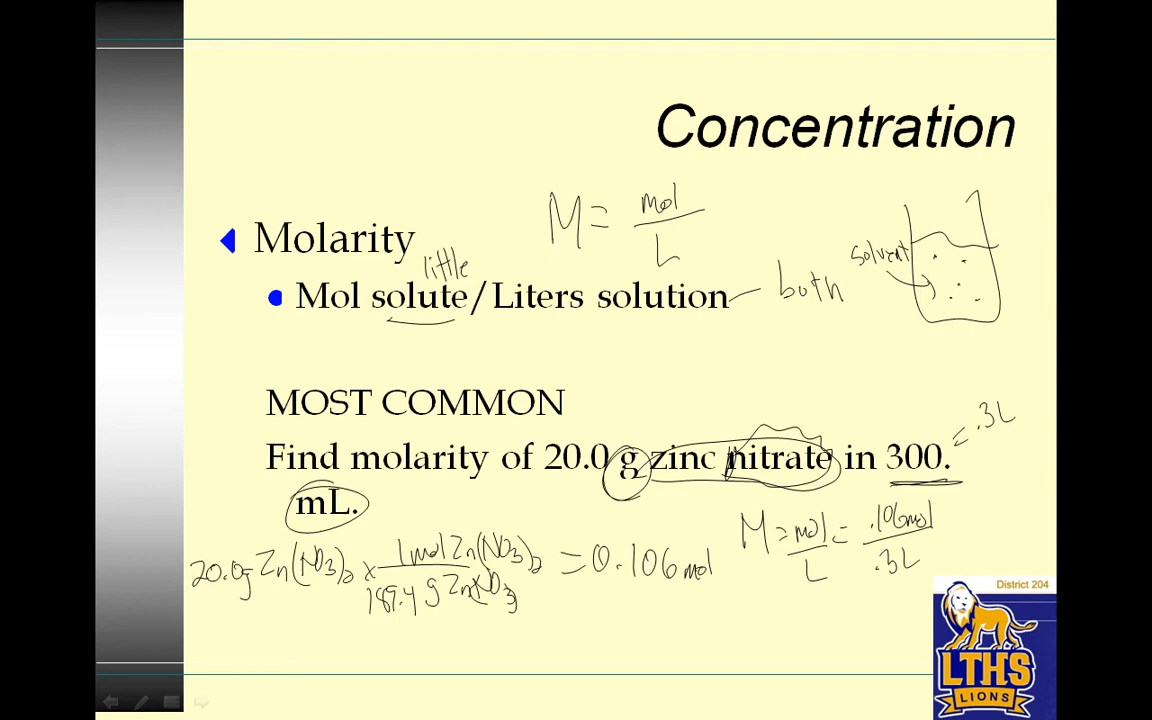 Concentration
M = mol / L
Molarity
little
solvent
Mol solute/Liters solution
both
MOST COMMON
= .3L
Find molarity of 20.0 g zinc nitrate in 300.
mL.
M = mol / L = .106mol / .3L
20.0g Zn(NO3)2 x 1mol Zn(NO3)2 / 189.4 g Zn(NO3)2 = 0.106 mol
District 204
LTHS
LIONS